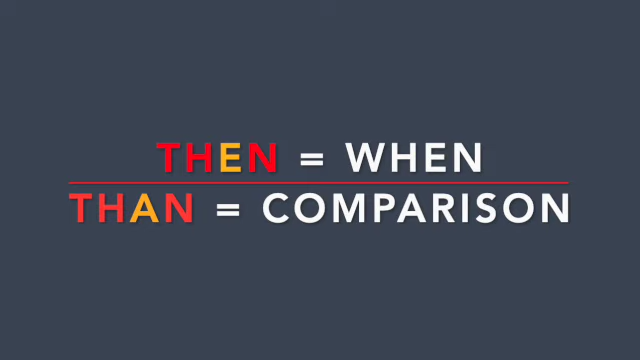 THEN = WHEN
THAN = COMPARISON